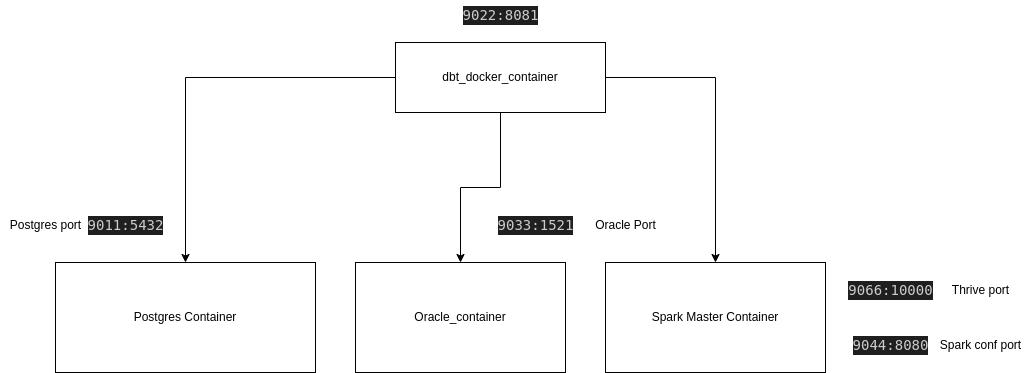 9022:8081
dbt_docker_container
Postgres port 9011:5432
9033:1521 Oracle Port
Postgres Container
Oracle_container
Spark Master Container
9066:10000 Thrive port
9044:8080 Spark conf port